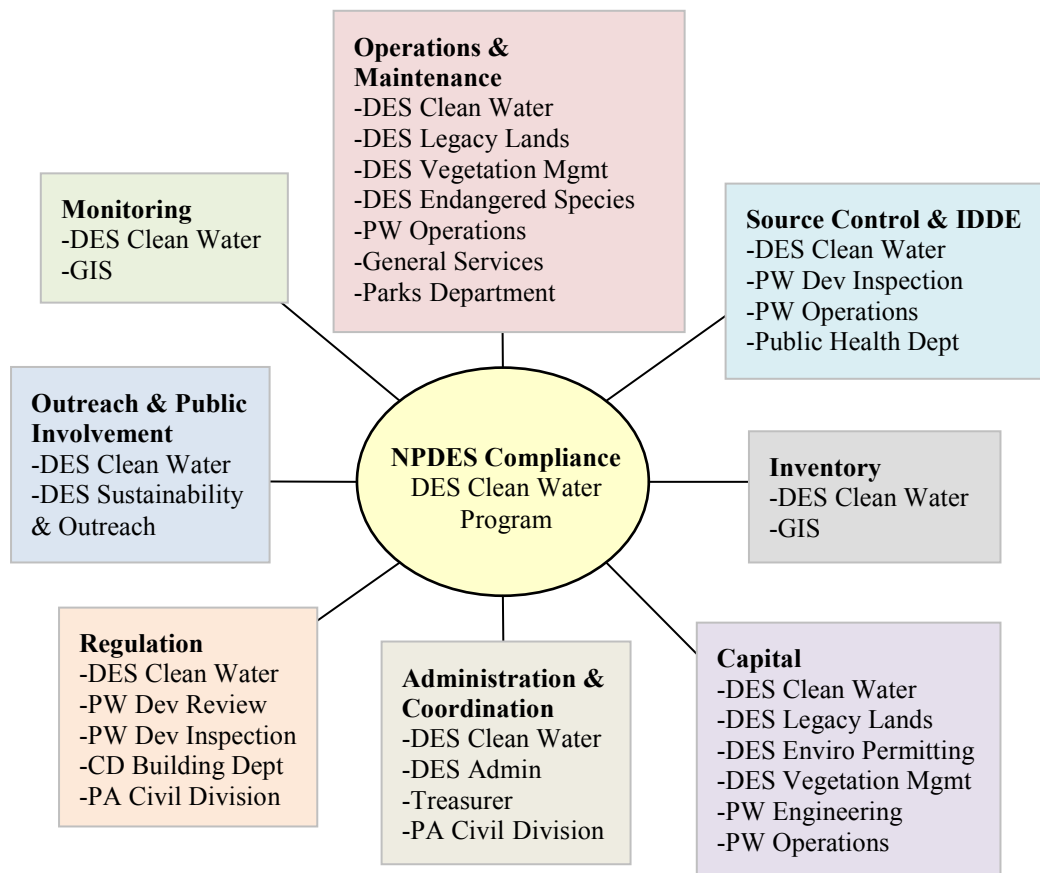 Operations &
Maintenance
-DES Clean Water
-DES Legacy Lands
-DES Vegetation Mgmt
-DES Endangered Species
-PW Operations
-General Services
-Parks Department
Monitoring
-DES Clean Water
-GIS
Source Control & IDDE
-DES Clean Water
-PW Dev Inspection
-PW Operations
-Public Health Dept
Outreach & Public
Involvement
-DES Clean Water
-DES Sustainability
& Outreach
NPDES Compliance
DES Clean Water
Program
Inventory
-DES Clean Water
-GIS
Regulation
-DES Clean Water
-PW Dev Review
-PW Dev Inspection
-CD Building Dept
-PA Civil Division
Administration &
Coordination
-DES Clean Water
-DES Admin
-Treasurer
-PA Civil Division
Capital
-DES Clean Water
-DES Legacy Lands
-DES Enviro Permitting
-DES Vegetation Mgmt
-PW Engineering
-PW Operations